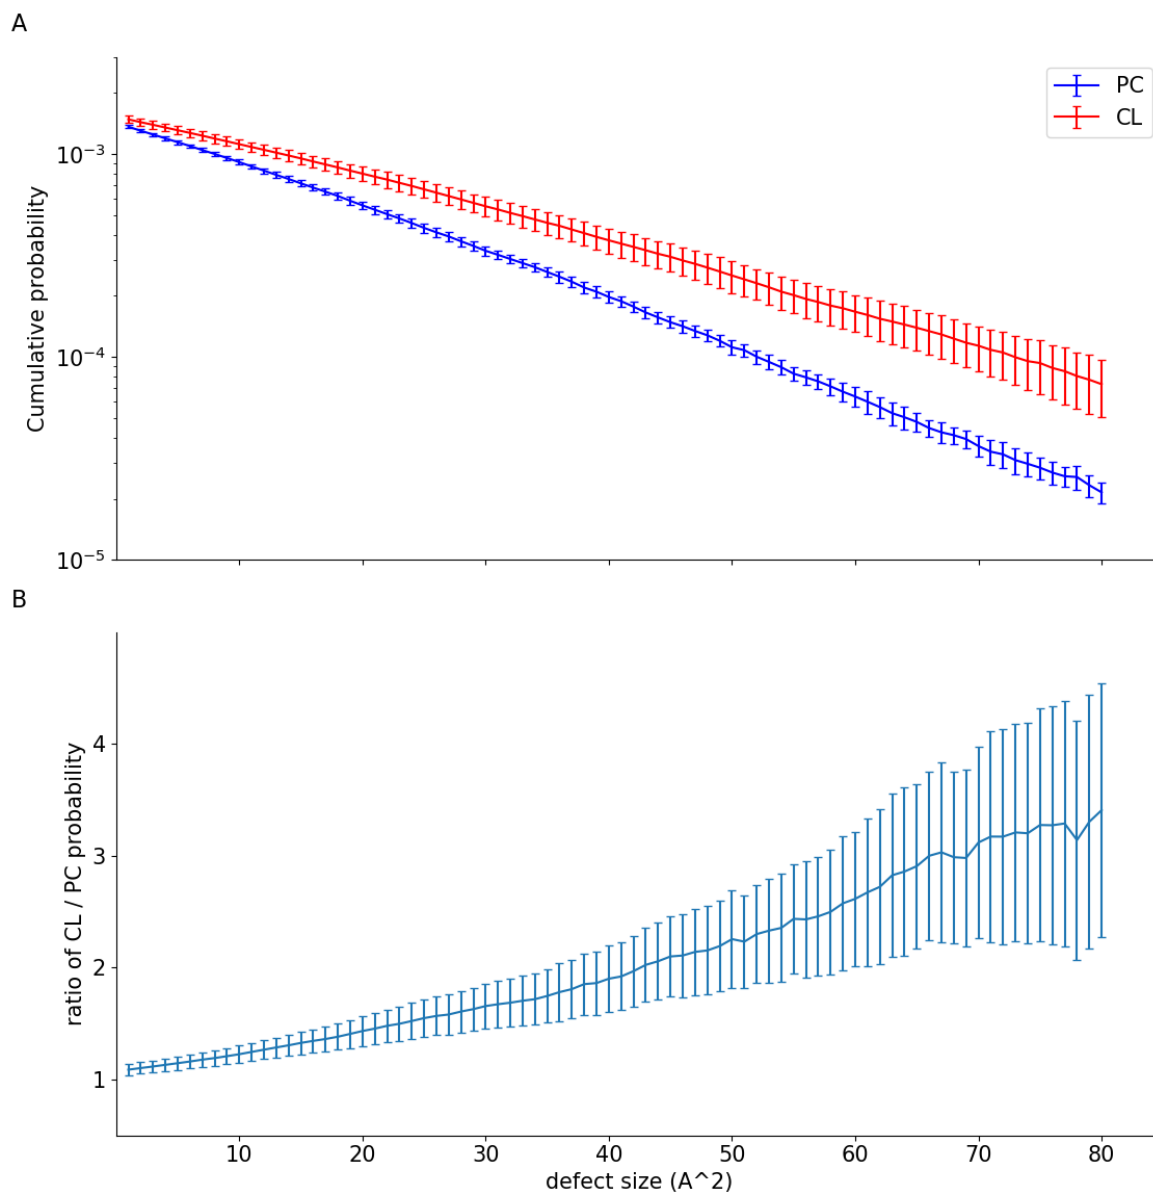 A
PC
CL
10^−3
10^−4
10^−5
Cumulative probability
B
4
3
2
1
ratio of CL / PC probability
10 20 30 40 50 60 70 80
defect size (A^2)